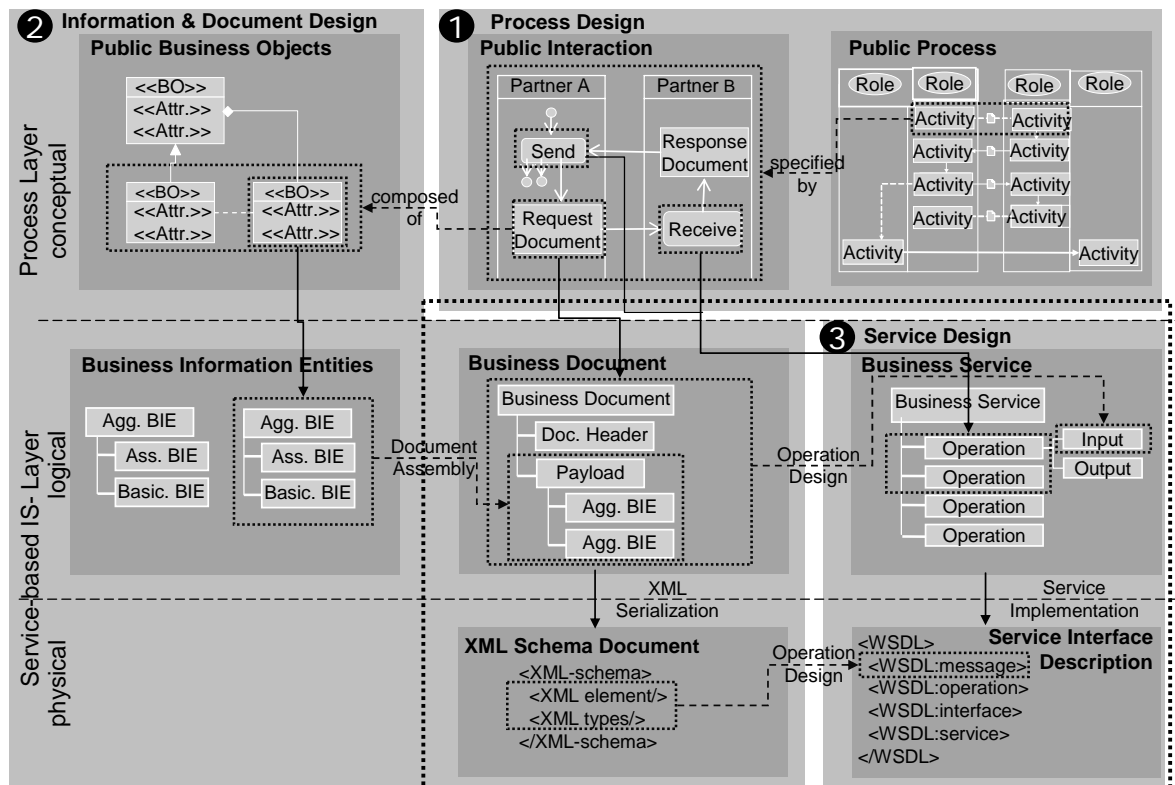 2 Information & Document Design
Public Business Objects
<<BO>>
<<Attr.>>
<<Attr.>>
<<BO>>
<<Attr.>>
<<Attr.>>
<<BO>>
<<Attr.>>
<<Attr.>>
composed
of
1 Process Design
Public Interaction
Partner A
Partner B
Send
Response
Document
Request
Document
Receive
specified
by
Public Process
Role
Role
Role
Role
Activity
Activity
Activity
Activity
Activity
Activity
Activity
Activity
Activity
Activity
Process Layer
conceptual
Service-based IS- Layer
logical
physical
Business Information Entities
Agg. BIE
Ass. BIE
Basic. BIE
Agg. BIE
Ass. BIE
Basic. BIE
Document
Assembly
Business Document
Business Document
Doc. Header
Payload
Agg. BIE
Agg. BIE
Operation
Design
3 Service Design
Business Service
Business Service
Operation
Operation
Operation
Operation
Input
Output
XML
Serialization
Service
Implementation
XML Schema Document
<XML-schema>
<XML element/>
<XML types/>
</XML-schema>
Operation
Design
Service Interface
Description
<WSDL>
<WSDL:message>
<WSDL:operation>
<WSDL:interface>
<WSDL:service>
</WSDL>